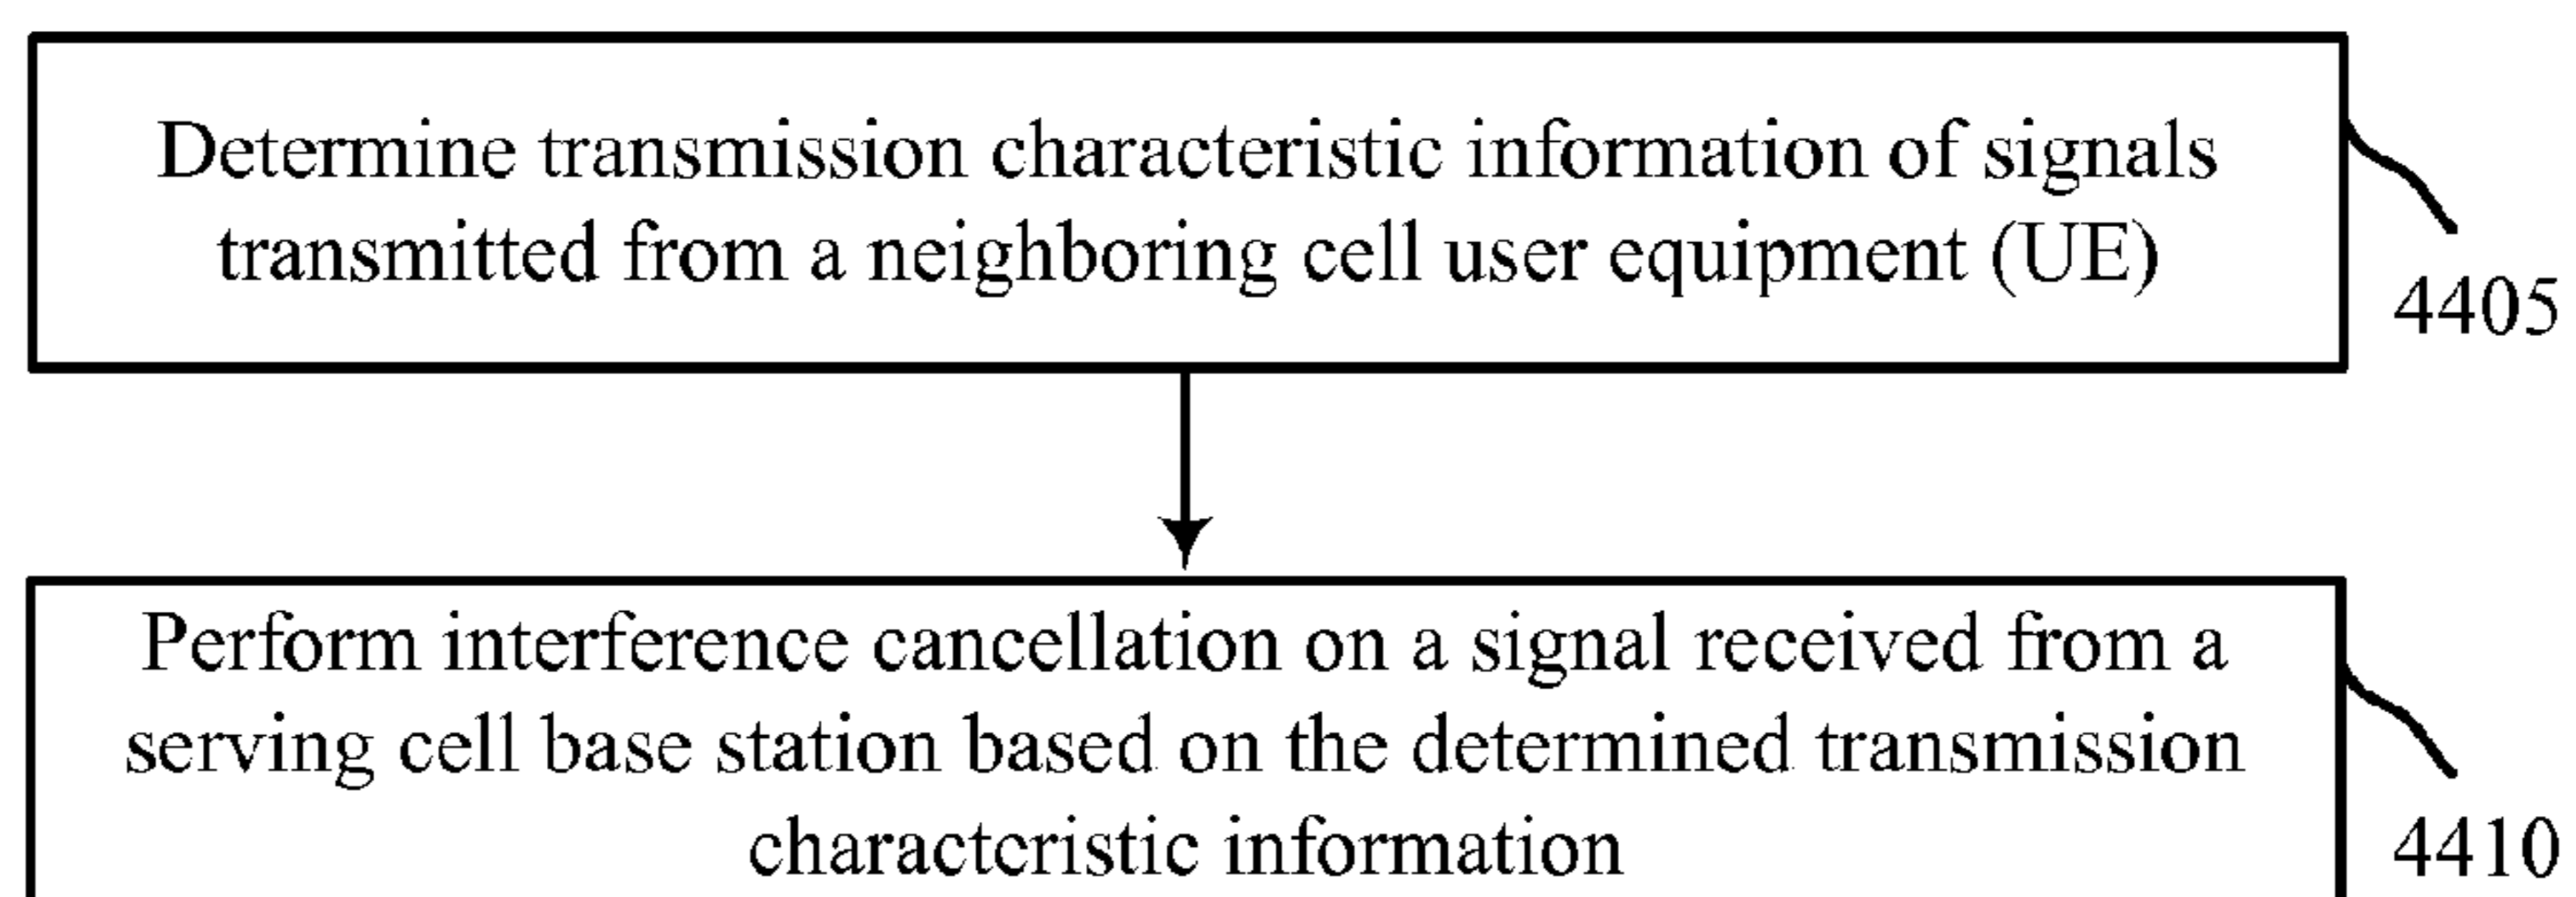 Determine transmission characteristic information of signals
transmitted from a neighboring cell user equipment (UE)
4405
Perform interference cancellation on a signal received from a
serving cell base station based on the determined transmission
characteristic information
4410